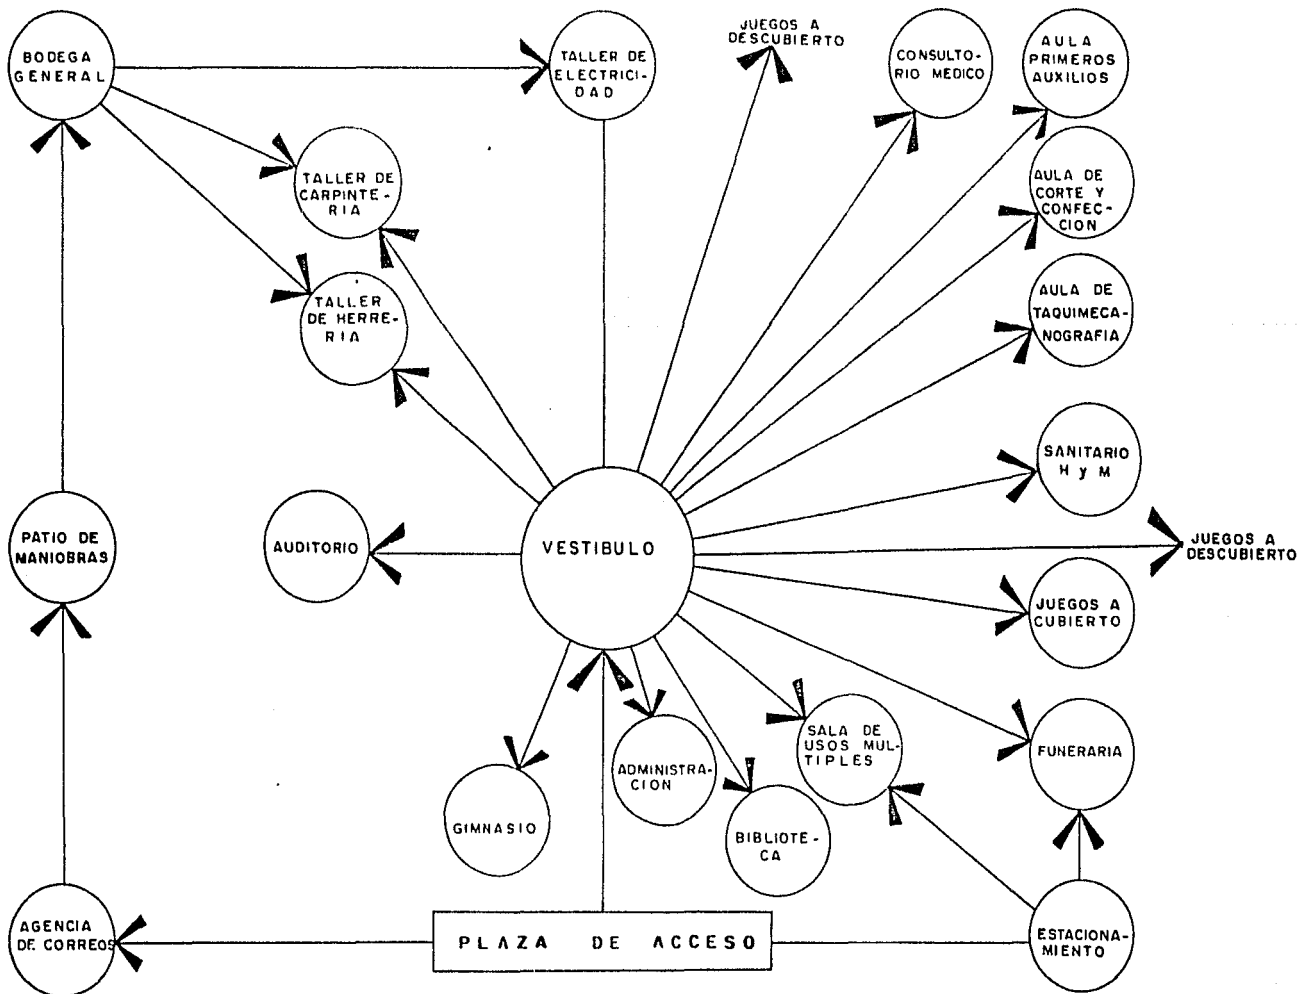 BODEGA
GENERAL
TALLER DE
ELECTRICI-
DAD
JUEGOS A
DESCUBIERTO
CONSULTO-
RIO MEDICO
AULA
PRIMEROS
AUXILIOS
TALLER DE
CARPINTE-
RIA
AULA DE
CORTE Y
CONFEC-
CION
TALLER
DE HERRE-
RIA
AULA DE
TAQUIMECA-
NOGRAFIA
SANITARIO
H y M
PATIO DE
MANIOBRAS
AUDITORIO
VESTIBULO
JUEGOS A
DESCUBIERTO
JUEGOS A
CUBIERTO
SALA DE
USOS MUL-
TIPLES
FUNERARIA
ADMINISTRA-
CION
GIMNASIO
BIBLIOTE-
CA
AGENCIA
DE CORREOS
PLAZA DE ACCESO
ESTACIONA-
MIENTO